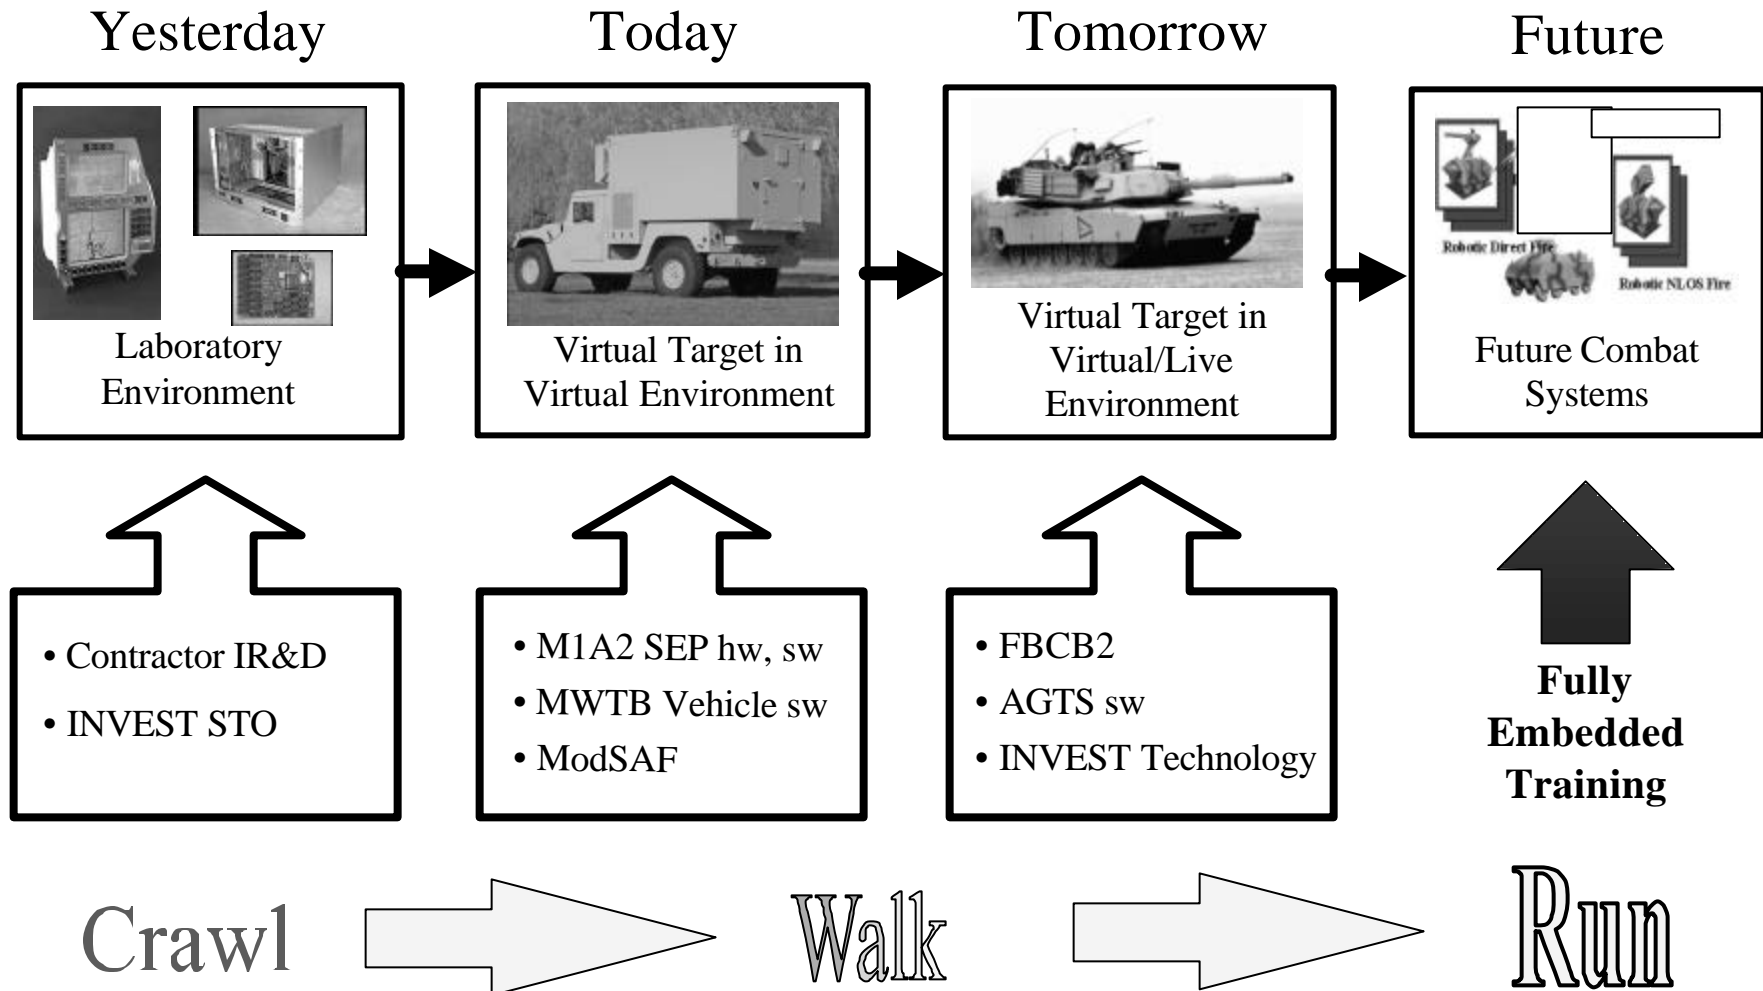 Yesterday
Today
Tomorrow
Future
Laboratory
Environment
Virtual Target in
Virtual Environment
Virtual Target in
Virtual/Live
Environment
Robotic Direct Fire
Robotic NLOS Fire
Future Combat
Systems
• Contractor IR&D
• INVEST STO
• M1A2 SEP hw, sw
• MWTB Vehicle sw
• ModSAF
• FBCB2
• AGTS sw
• INVEST Technology
Fully
Embedded
Training
Crawl
Walk
Run